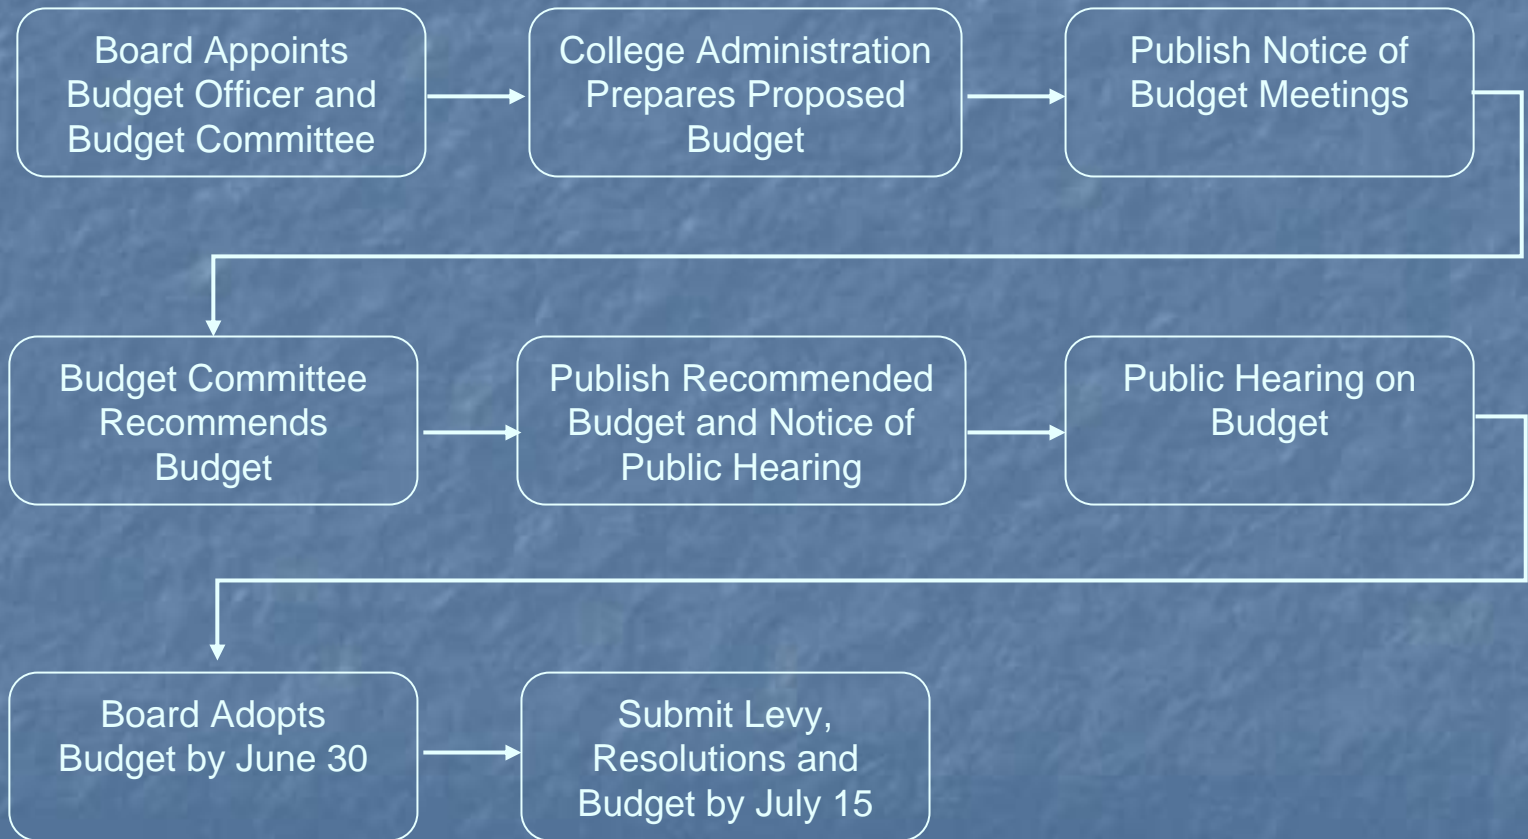 Board Appoints
Budget Officer and
Budget Committee
College Administration
Prepares Proposed
Budget
Publish Notice of
Budget Meetings
Budget Committee
Recommends
Budget
Publish Recommended
Budget and Notice of
Public Hearing
Public Hearing on
Budget
Board Adopts
Budget by June 30
Submit Levy,
Resolutions and
Budget by July 15